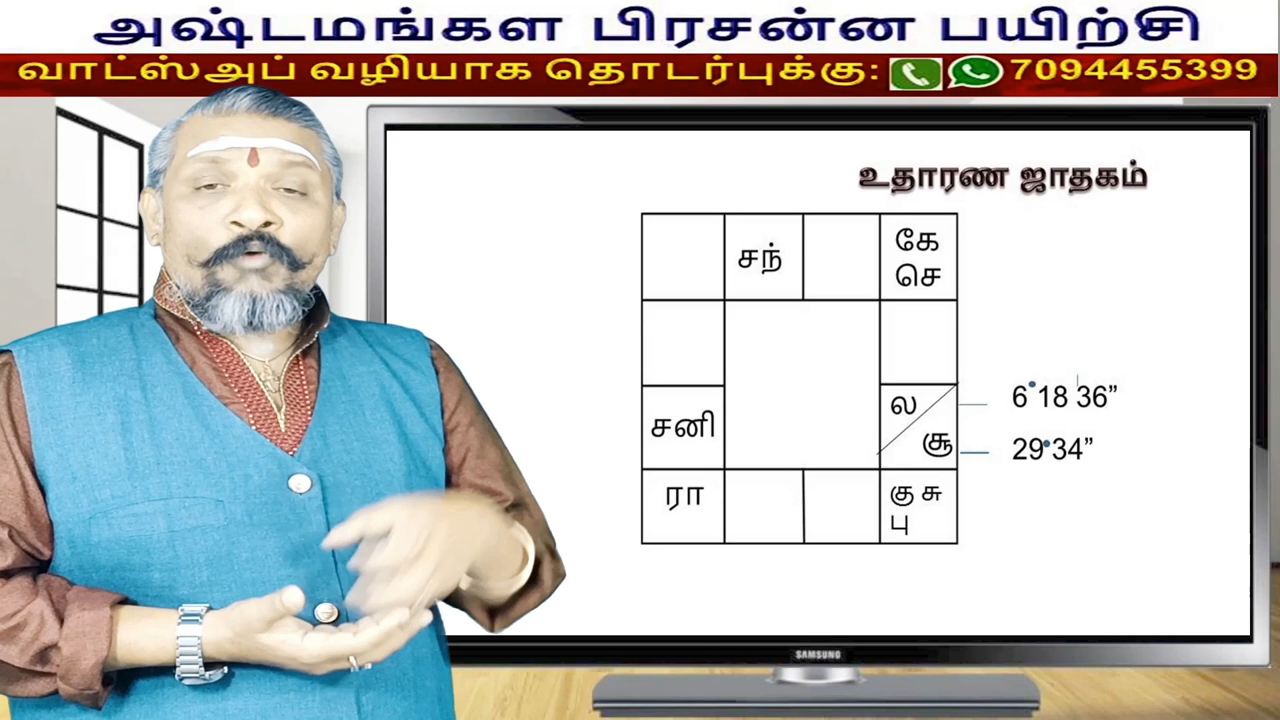 அஷ்டமங்கள பிரசன்ன பயிற்சி
வாட்ஸ்அப் வழியாக தொடர்புக்கு: 7094455399
உதாரண ஜாதகம்
சந்
கே
செ
ல
6°18 36”
சூ
29°34”
சனி
ரா
கு சு
பு
SAMSUNG